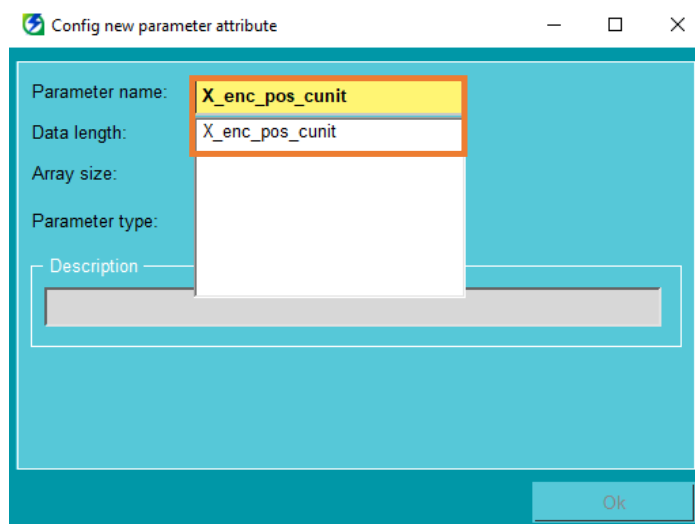 Config new parameter attribute
Parameter name:
X_enc_pos_cunit
Data length:
X_enc_pos_cunit
Array size:
Parameter type:
Description
Ok